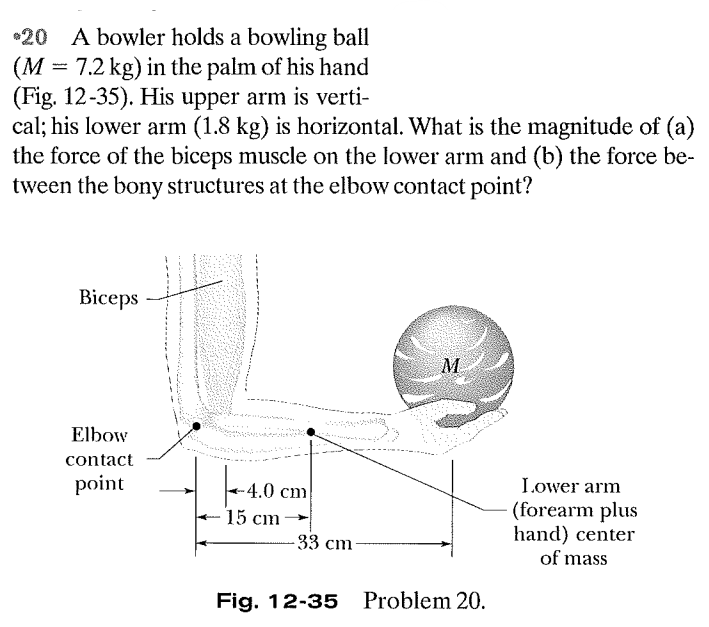 •20 A bowler holds a bowling ball
(M = 7.2 kg) in the palm of his hand
(Fig. 12-35). His upper arm is verti-
cal; his lower arm (1.8 kg) is horizontal. What is the magnitude of (a)
the force of the biceps muscle on the lower arm and (b) the force be-
tween the bony structures at the elbow contact point?
Biceps
M
Elbow
contact
point
4.0 cm
15 cm
33 cm
Lower arm
(forearm plus
hand) center
of mass
Fig. 12-35 Problem 20.